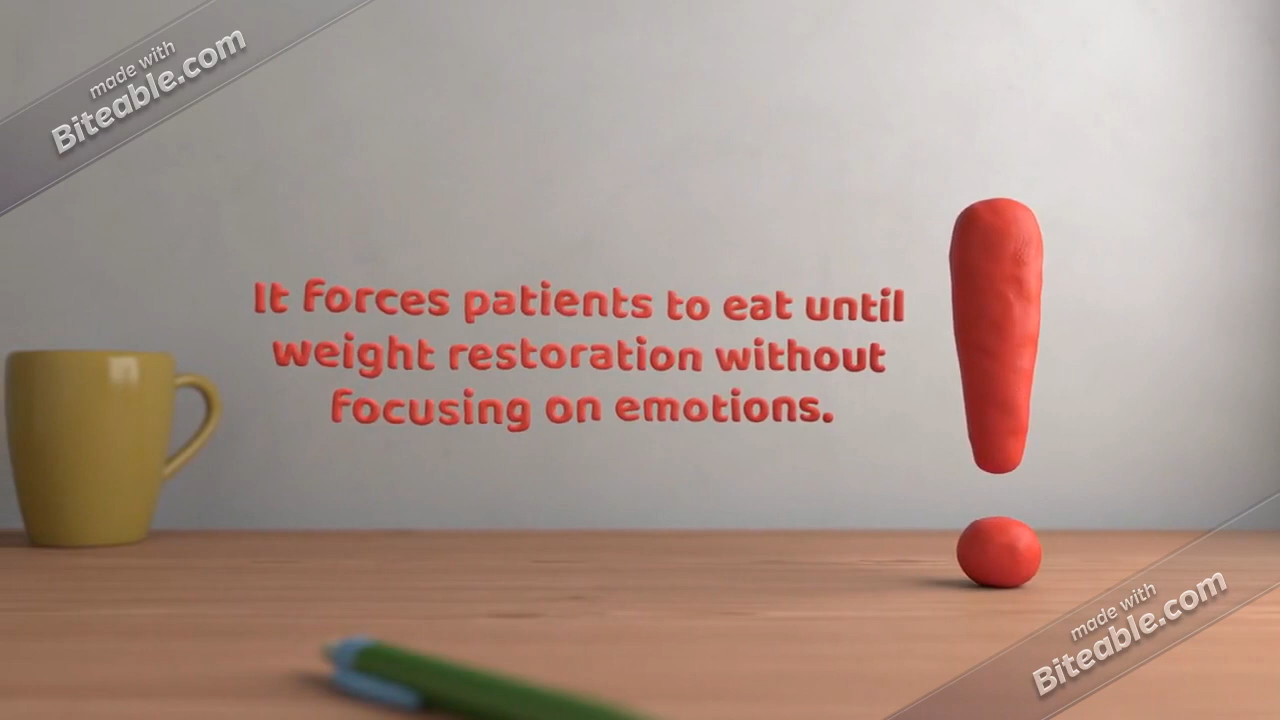 made with
Biteable.com
It forces patients to eat until
weight restoration without
focusing on emotions.
made with
Biteable.com